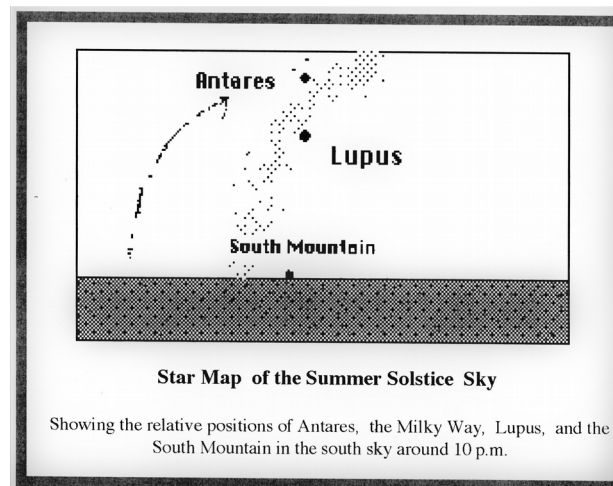 Antares
Lupus
South Mountain
Star Map of the Summer Solstice Sky
Showing the relative positions of Antares, the Milky Way, Lupus, and the
South Mountain in the south sky around 10 p.m.